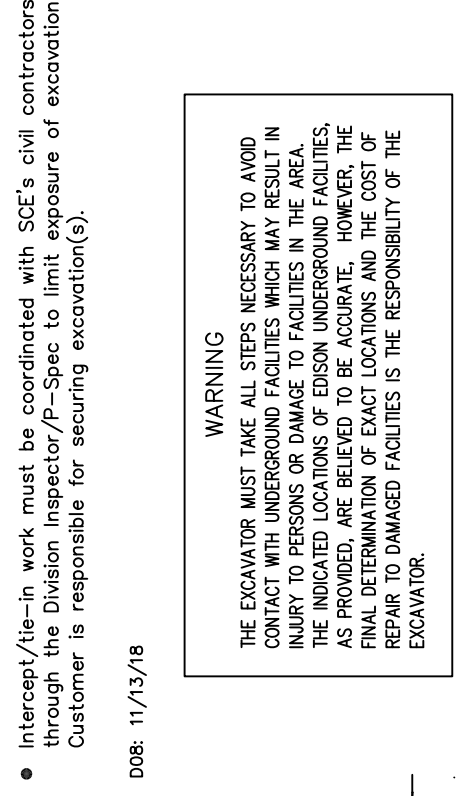 ● Intercept/tie-in work must be coordinated with SCE's civil contractors
through the Division Inspector/P-Spec to limit exposure of excavation
Customer is responsible for securing excavation(s).
D08: 11/13/18
WARNING
THE EXCAVATOR MUST TAKE ALL STEPS NECESSARY TO AVOID
CONTACT WITH UNDERGROUND FACILITIES WHICH MAY RESULT IN
INJURY TO PERSONS OR DAMAGE TO FACILITIES IN THE AREA.
THE INDICATED LOCATIONS OF EDISON UNDERGROUND FACILITIES,
AS PROVIDED, ARE BELIEVED TO BE ACCURATE, HOWEVER, THE
FINAL DETERMINATION OF EXACT LOCATIONS AND THE COST OF
REPAIR TO DAMAGED FACILITIES IS THE RESPONSIBILITY OF THE
EXCAVATOR.